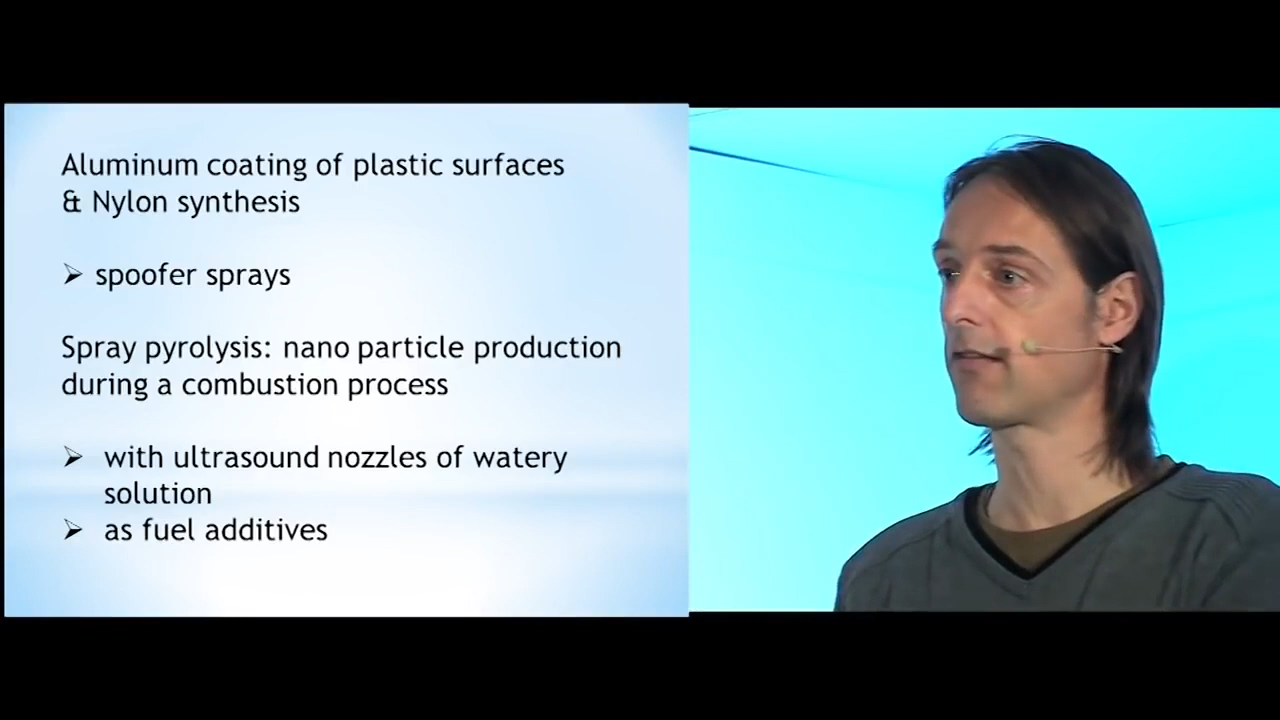 Aluminum coating of plastic surfaces
& Nylon synthesis
➢ spoofer sprays
Spray pyrolysis: nano particle production
during a combustion process
➢ with ultrasound nozzles of watery
solution
➢ as fuel additives